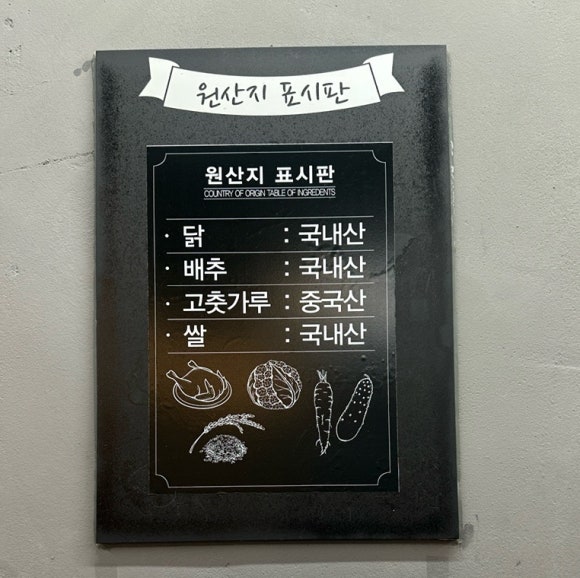 원산지 표시판
원산지 표시판
COUNTRY OF ORIGIN TABLE OF INGREDENTS
· 닭 : 국내산
· 배추 : 국내산
· 고춧가루 : 중국산
· 쌀 : 국내산